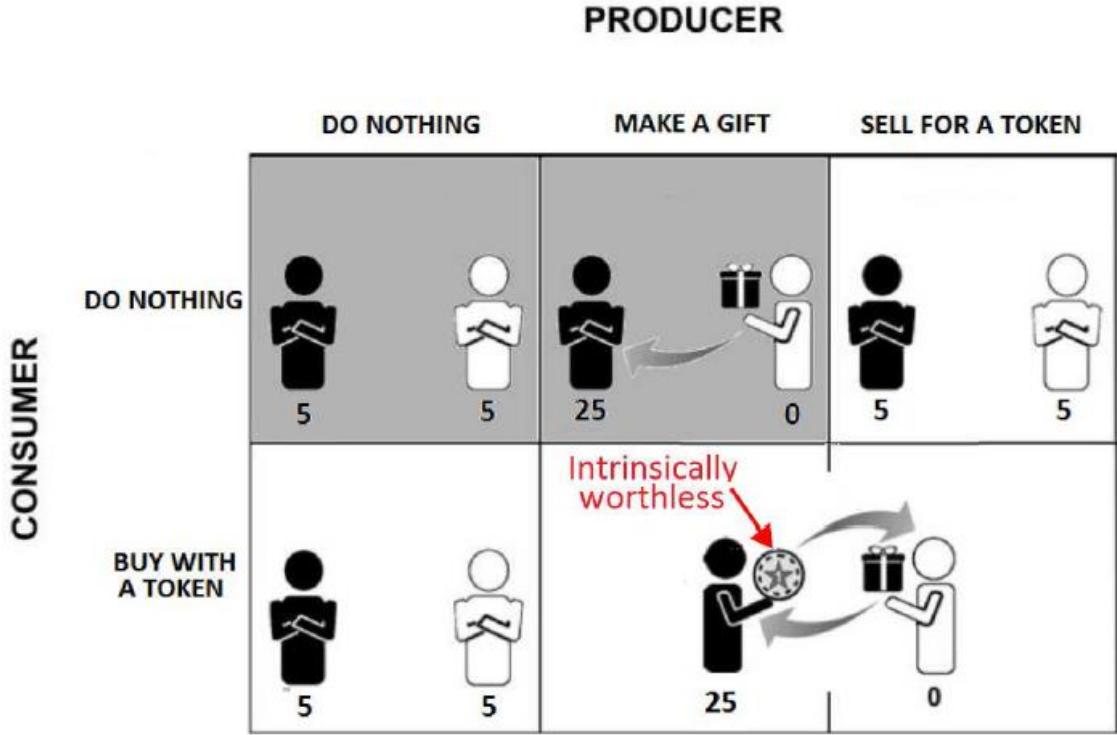 PRODUCER
DO NOTHING
MAKE A GIFT
SELL FOR A TOKEN
CONSUMER
DO NOTHING
5
5
25
0
5
5
Intrinsically
worthless
BUY WITH
A TOKEN
5
5
25
0